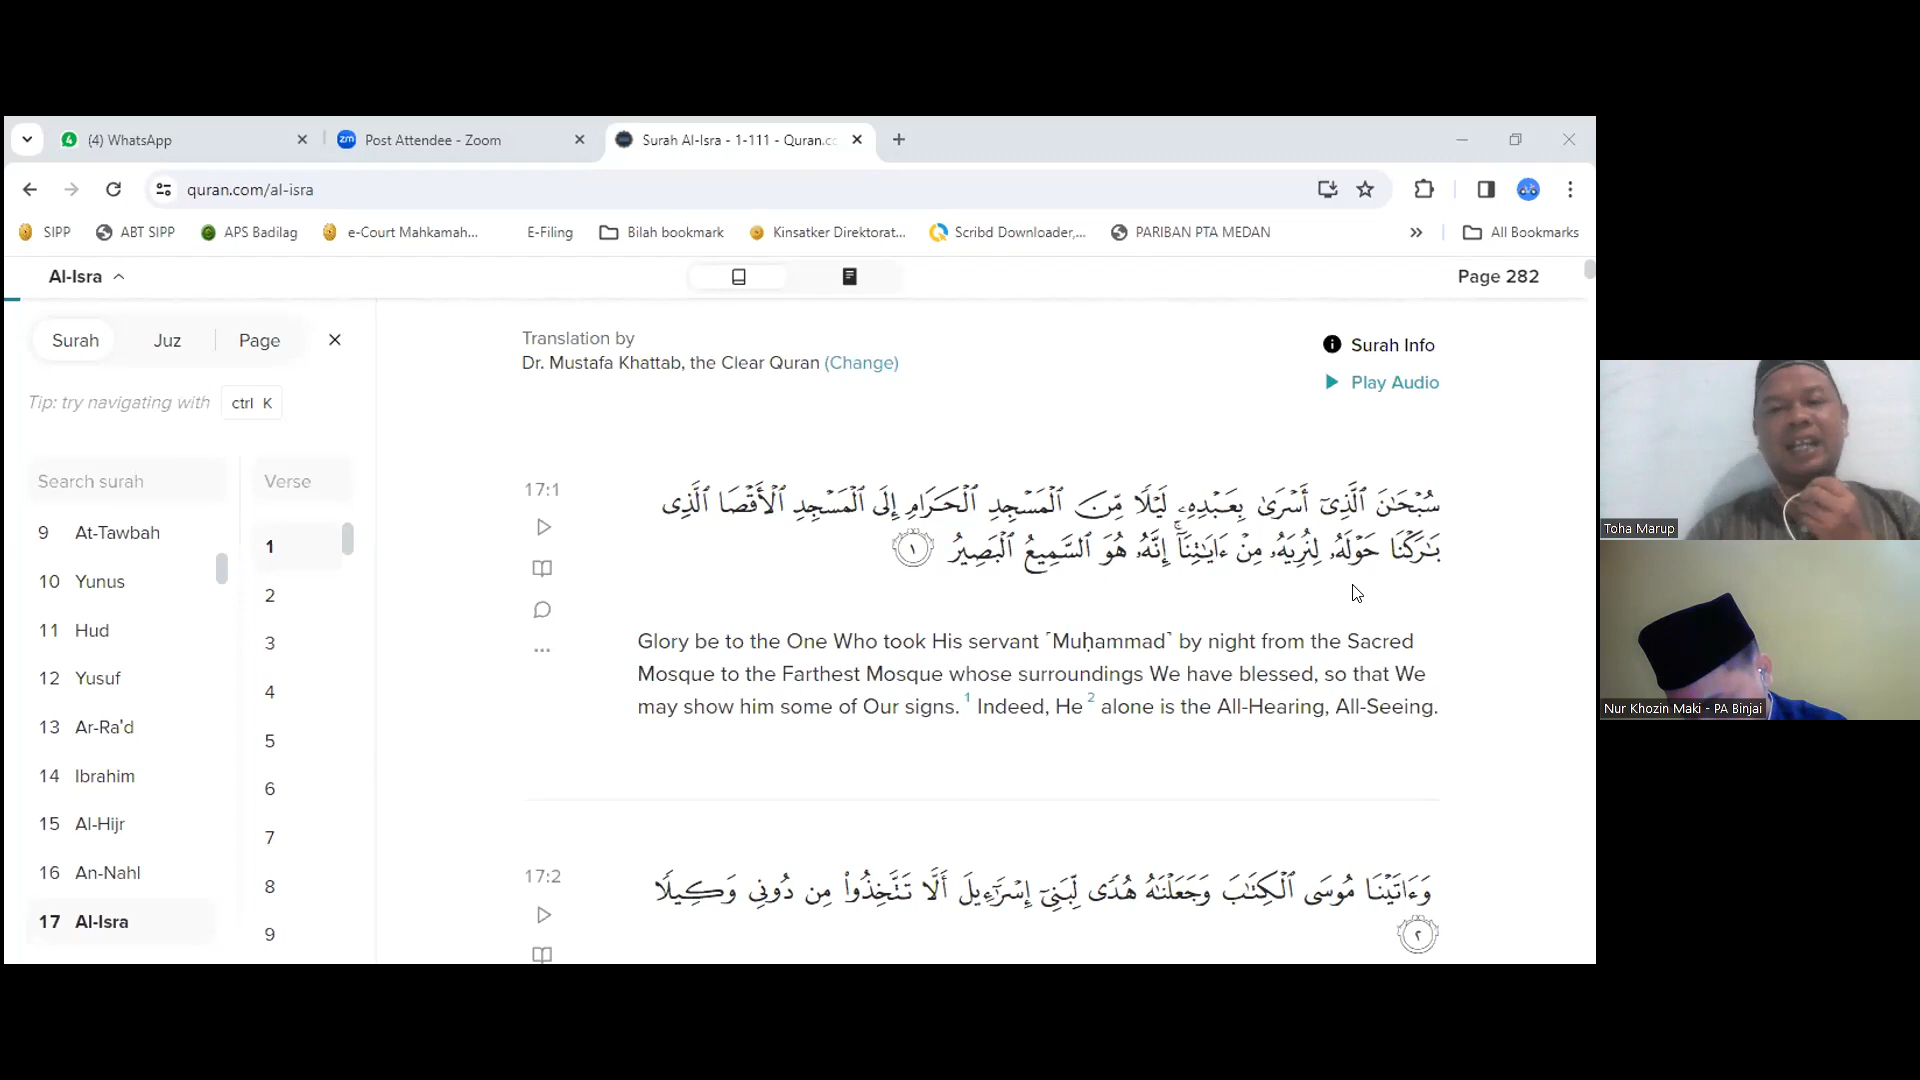 (4) WhatsApp
Post Attendee - Zoom
Surah Al-Isra - 1-111 - Quran.cc
quran.com/al-isra
SIPP
ABT SIPP
APS Badilag
e-Court Mahkamah...
E-Filing
Bilah bookmark
Kinsatker Direktorat...
Scribd Downloader,...
PARIBAN PTA MEDAN
All Bookmarks
Al-Isra
Page 282
Surah
Juz
Page
Tip: try navigating with ctrl K
Search surah
Verse
9 At-Tawbah
10 Yunus
11 Hud
12 Yusuf
13 Ar-Ra'd
14 Ibrahim
15 Al-Hijr
16 An-Nahl
17 Al-Isra
1
2
3
4
5
6
7
8
9
Translation by
Dr. Mustafa Khattab, the Clear Quran (Change)
Surah Info
Play Audio
17:1
سُبْحَـٰنَ ٱلَّذِىٓ أَسْرَىٰ بِعَبْدِهِۦ لَيْلًا مِّنَ ٱلْمَسْجِدِ ٱلْحَرَامِ إِلَى ٱلْمَسْجِدِ ٱلْأَقْصَا ٱلَّذِى
بَـٰرَكْنَا حَوْلَهُۥ لِنُرِيَهُۥ مِنْ ءَايَـٰتِنَآ ۚ إِنَّهُۥ هُوَ ٱلسَّمِيعُ ٱلْبَصِيرُ ١
Glory be to the One Who took His servant ˹Muḥammad˺ by night from the Sacred
Mosque to the Farthest Mosque whose surroundings We have blessed, so that We
may show him some of Our signs. 1 Indeed, He 2 alone is the All-Hearing, All-Seeing.
17:2
وَءَاتَيْنَا مُوسَى ٱلْكِتَـٰبَ وَجَعَلْنَـٰهُ هُدًى لِّبَنِىٓ إِسْرَٰٓءِيلَ أَلَّا تَتَّخِذُوا۟ مِن دُونِى وَكِيلًا
٢
Toha Marup
Nur Khozin Maki - PA Binjai